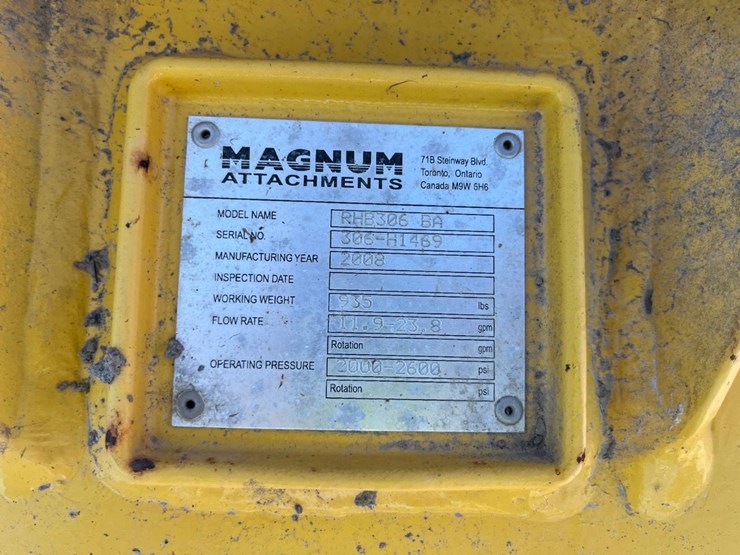 MAGNUM
ATTACHMENTS
71B Steinway Blvd.
Toronto, Ontario
Canada M9W 6H6
MODEL NAME RHB306 BA
SERIAL NO. 306-H1469
MANUFACTURING YEAR 2008
INSPECTION DATE
WORKING WEIGHT 935 lbs
FLOW RATE 11.9-23.8 gpm
Rotation gpm
OPERATING PRESSURE 2000-2600 psi
Rotation psi